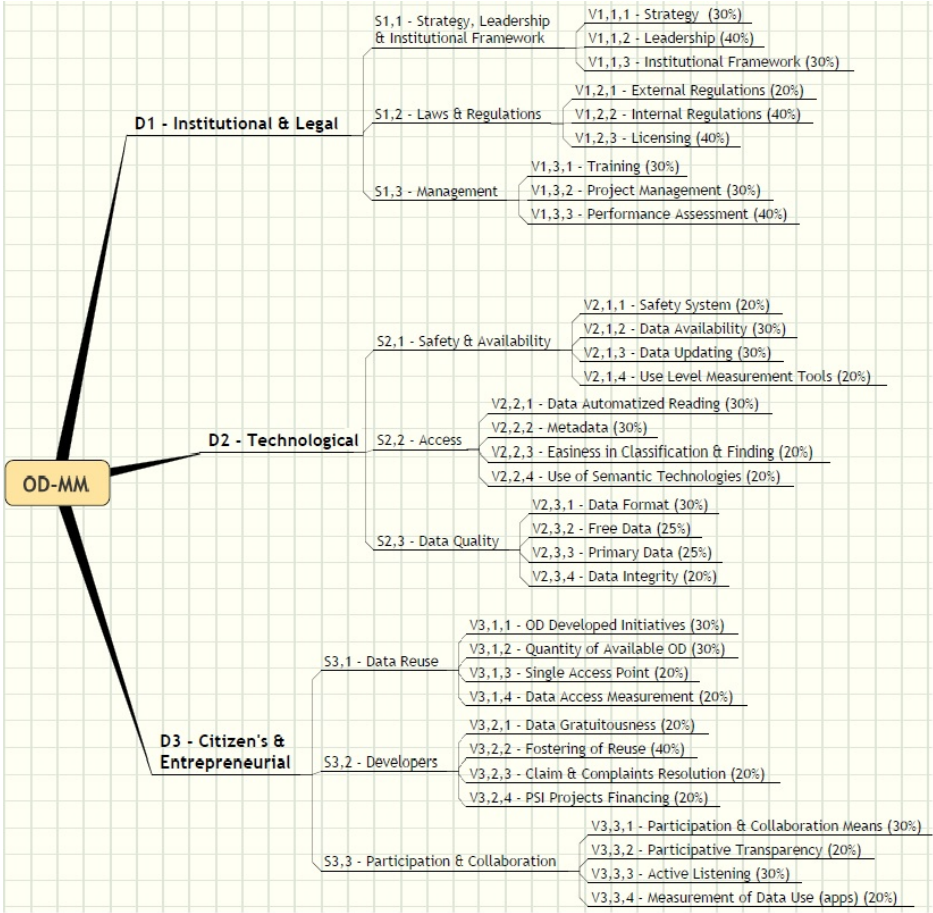 S1,1 - Strategy, Leadership
& Institutional Framework
V1,1,1 - Strategy (30%)
V1,1,2 - Leadership (40%)
V1,1,3 - Institutional Framework (30%)
D1 - Institutional & Legal
S1,2 - Laws & Regulations
V1,2,1 - External Regulations (20%)
V1,2,2 - Internal Regulations (40%)
V1,2,3 - Licensing (40%)
S1,3 - Management
V1,3,1 - Training (30%)
V1,3,2 - Project Management (30%)
V1,3,3 - Performance Assessment (40%)
OD-MM
D2 - Technological
S2,1 - Safety & Availability
V2,1,1 - Safety System (20%)
V2,1,2 - Data Availability (30%)
V2,1,3 - Data Updating (30%)
V2,1,4 - Use Level Measurement Tools (20%)
S2,2 - Access
V2,2,1 - Data Automatized Reading (30%)
V2,2,2 - Metadata (30%)
V2,2,3 - Easiness in Classification & Finding (20%)
V2,2,4 - Use of Semantic Technologies (20%)
S2,3 - Data Quality
V2,3,1 - Data Format (30%)
V2,3,2 - Free Data (25%)
V2,3,3 - Primary Data (25%)
V2,3,4 - Data Integrity (20%)
D3 - Citizen's &
Entrepreneurial
S3,1 - Data Reuse
V3,1,1 - OD Developed Initiatives (30%)
V3,1,2 - Quantity of Available OD (30%)
V3,1,3 - Single Access Point (20%)
V3,1,4 - Data Access Measurement (20%)
S3,2 - Developers
V3,2,1 - Data Gratuitousness (20%)
V3,2,2 - Fostering of Reuse (40%)
V3,2,3 - Claim & Complaints Resolution (20%)
V3,2,4 - PSI Projects Financing (20%)
S3,3 - Participation & Collaboration
V3,3,1 - Participation & Collaboration Means (30%)
V3,3,2 - Participative Transparency (20%)
V3,3,3 - Active Listening (30%)
V3,3,4 - Measurement of Data Use (apps) (20%)